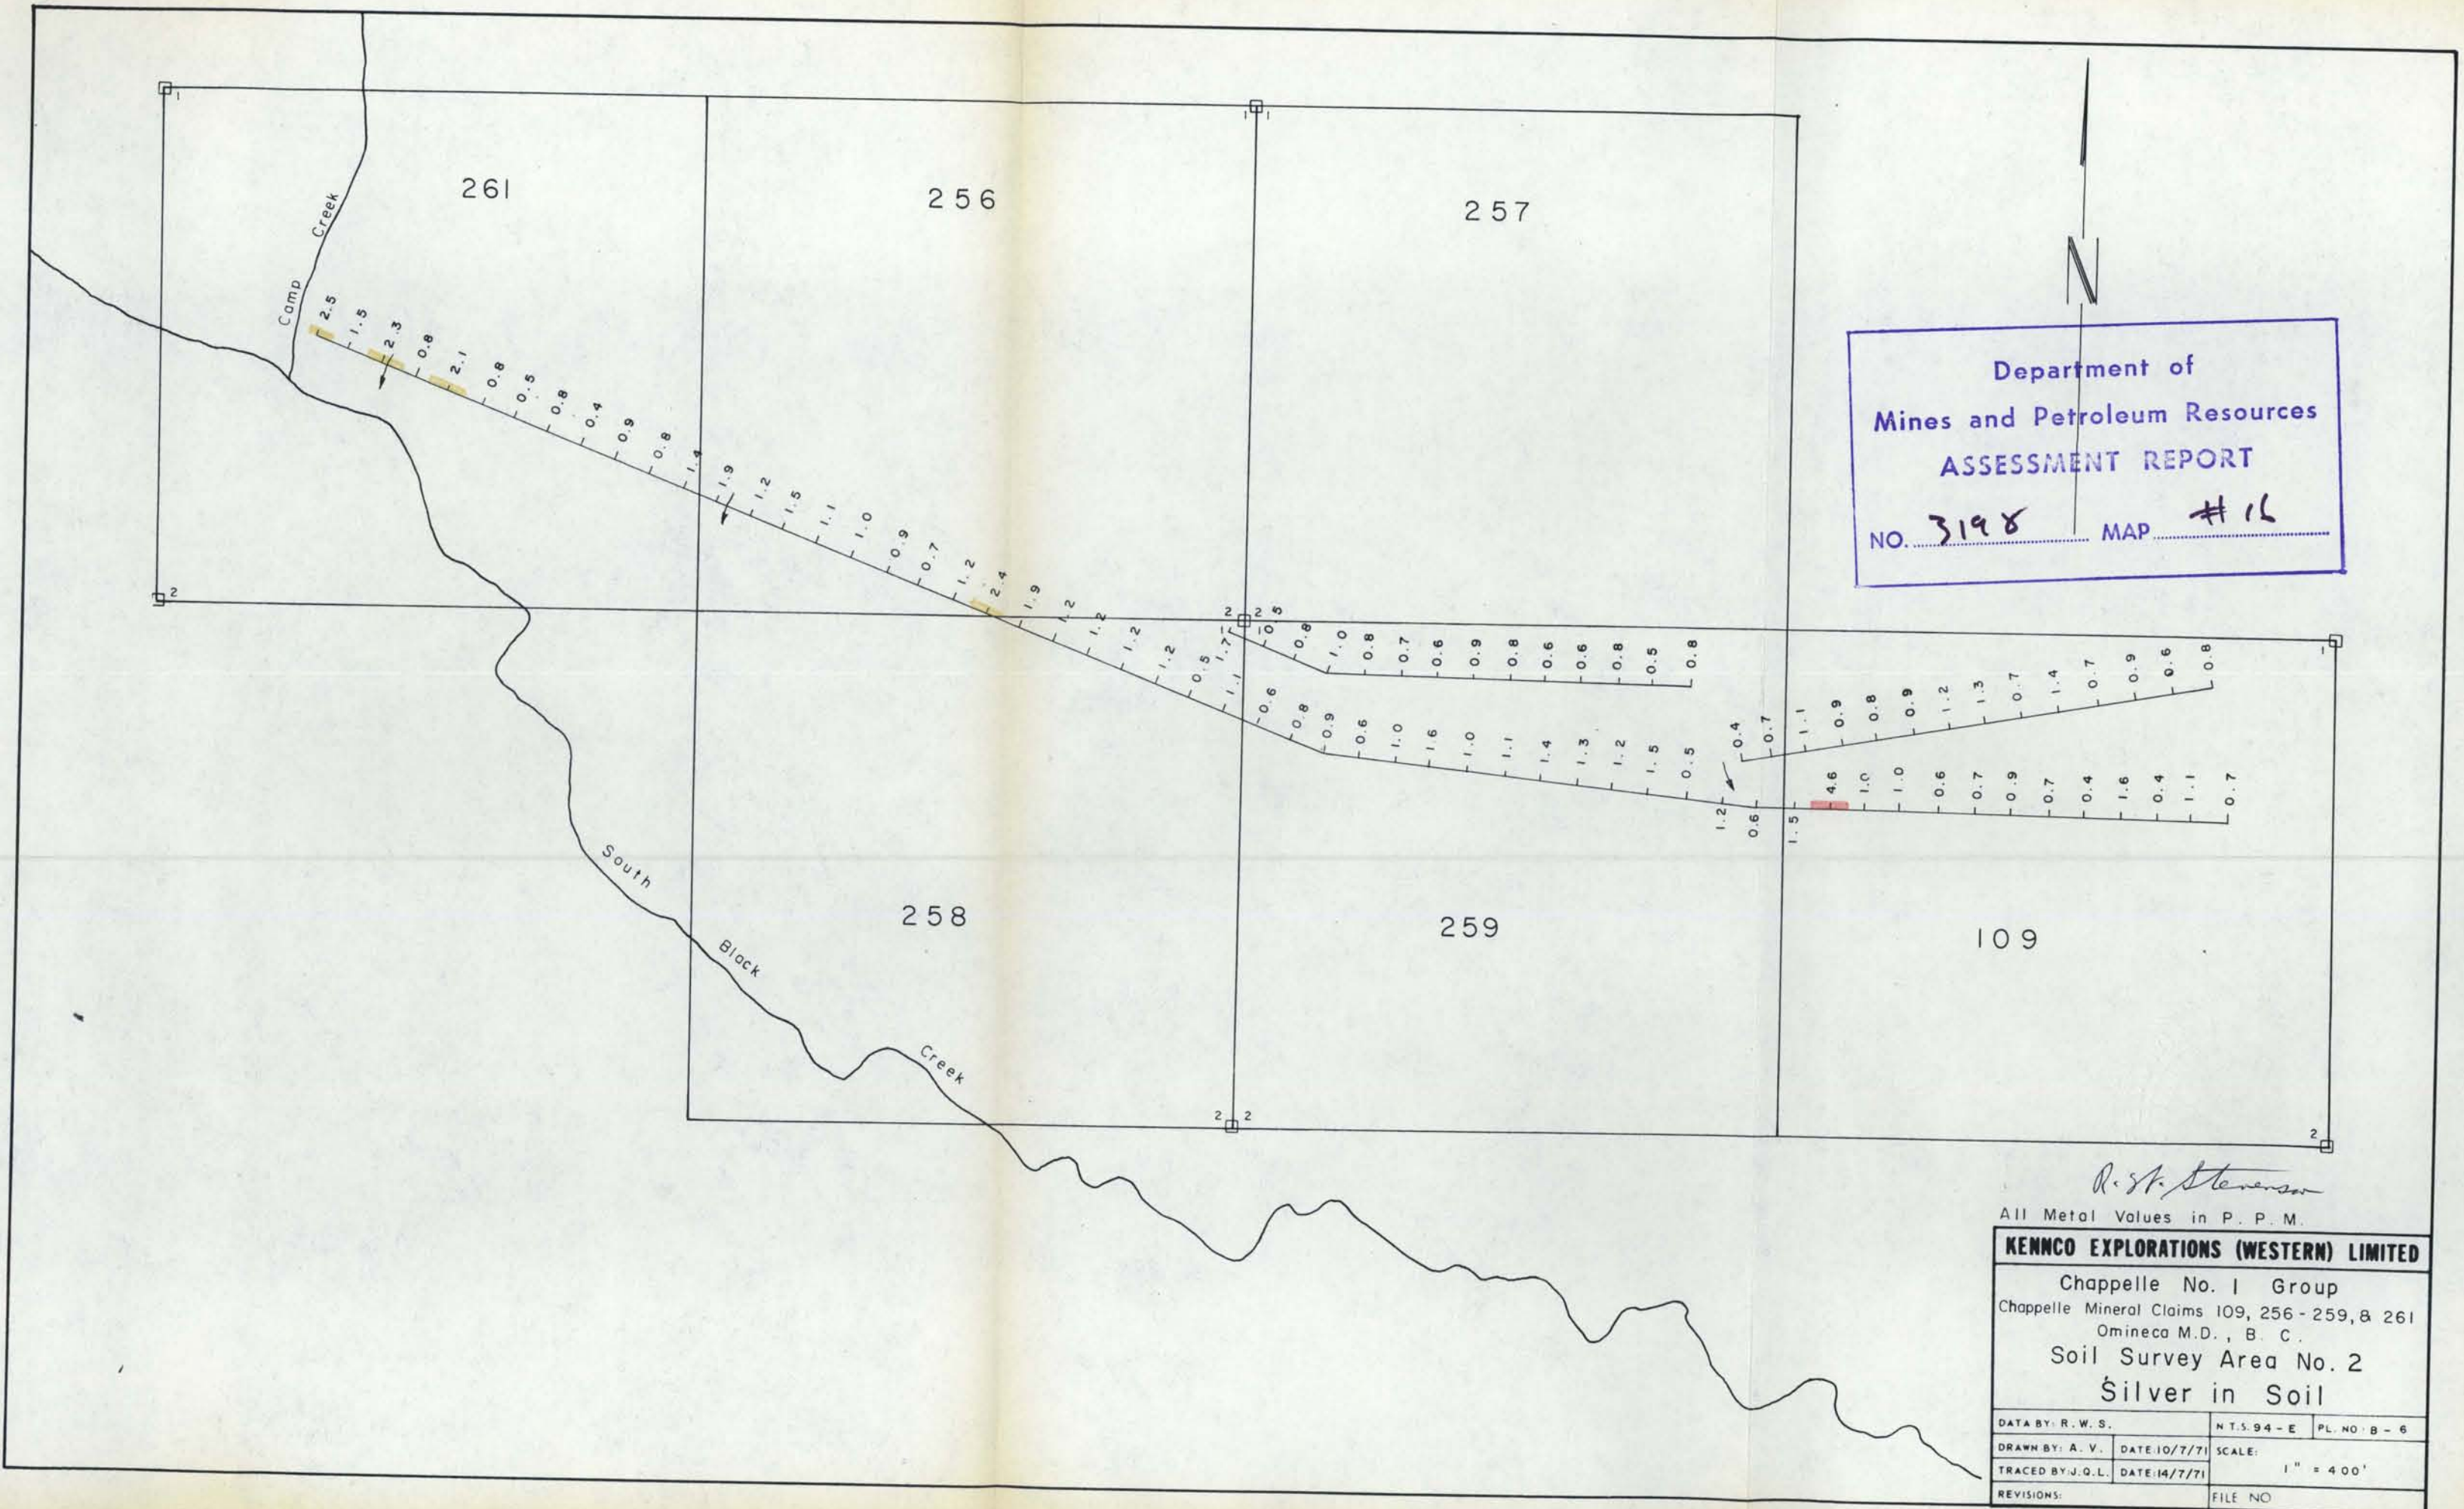 261
256
257
Camp Creek
2.5 1.5 2.3 0.8 2.1 0.8 0.5 0.8 0.4 0.9 0.8 1.4 1.9 1.2 1.5 1.1 1.0 0.9 0.7 1.2 2.4 1.9 1.2 1.2 1.2 1.2 0.5 1.1 0.6 0.8 0.9 0.6 1.0 1.6 1.0 1.1 1.4 1.3 1.2 1.5 0.5 1.2 0.6 1.5 4.6 1.0 1.0 0.6 0.7 0.9 0.7 0.4 1.6 0.4 1.1 0.7
1.7 0.5 0.8 1.0 0.8 0.7 0.6 0.9 0.8 0.6 0.6 0.8 0.5 0.8
0.4 0.7 1.1 0.9 0.8 0.9 1.2 1.3 0.7 1.4 0.7 0.9 0.6 0.8
1
1 1
2
2 2
1
2 2
2
N
Department of
Mines and Petroleum Resources
ASSESSMENT REPORT
NO. 3198 MAP #16
South Black Creek
258
259
109
R. W. Stevenson
All Metal Values in P. P. M.
KENNCO EXPLORATIONS (WESTERN) LIMITED
Chappelle No. 1 Group
Chappelle Mineral Claims 109, 256-259, & 261
Omineca M.D., B. C.
Soil Survey Area No. 2
Silver in Soil
DATA BY: R. W. S. N.T.S. 94-E PL. NO: B-6
DRAWN BY: A. V. DATE: 10/7/71 SCALE:
1" = 400'
TRACED BY: J.Q.L. DATE: 14/7/71
REVISIONS: FILE NO